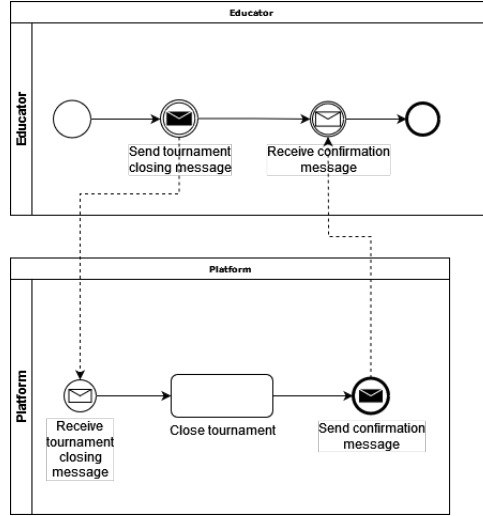 Educator
Educator
Send tournament
closing message
Receive confirmation
message
Platform
Platform
Receive
tournament
closing
message
Close tournament
Send confirmation
message